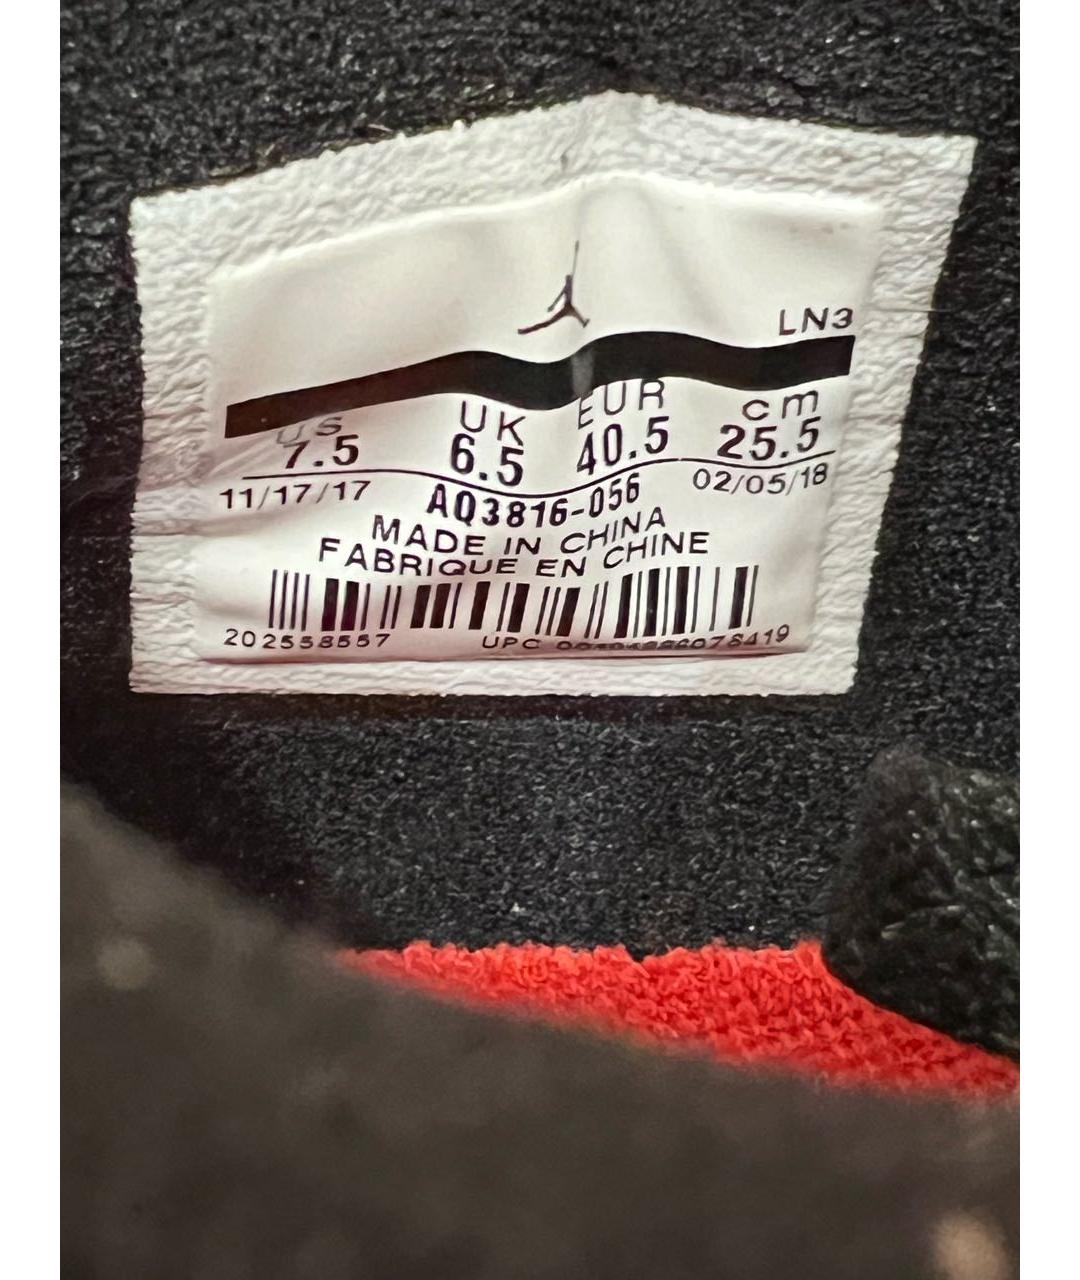 LN3
US UK EUR cm
7.5 6.5 40.5 25.5
11/17/17 AQ3816-056 02/05/18
MADE IN CHINA
FABRIQUE EN CHINE
202558557 UPC